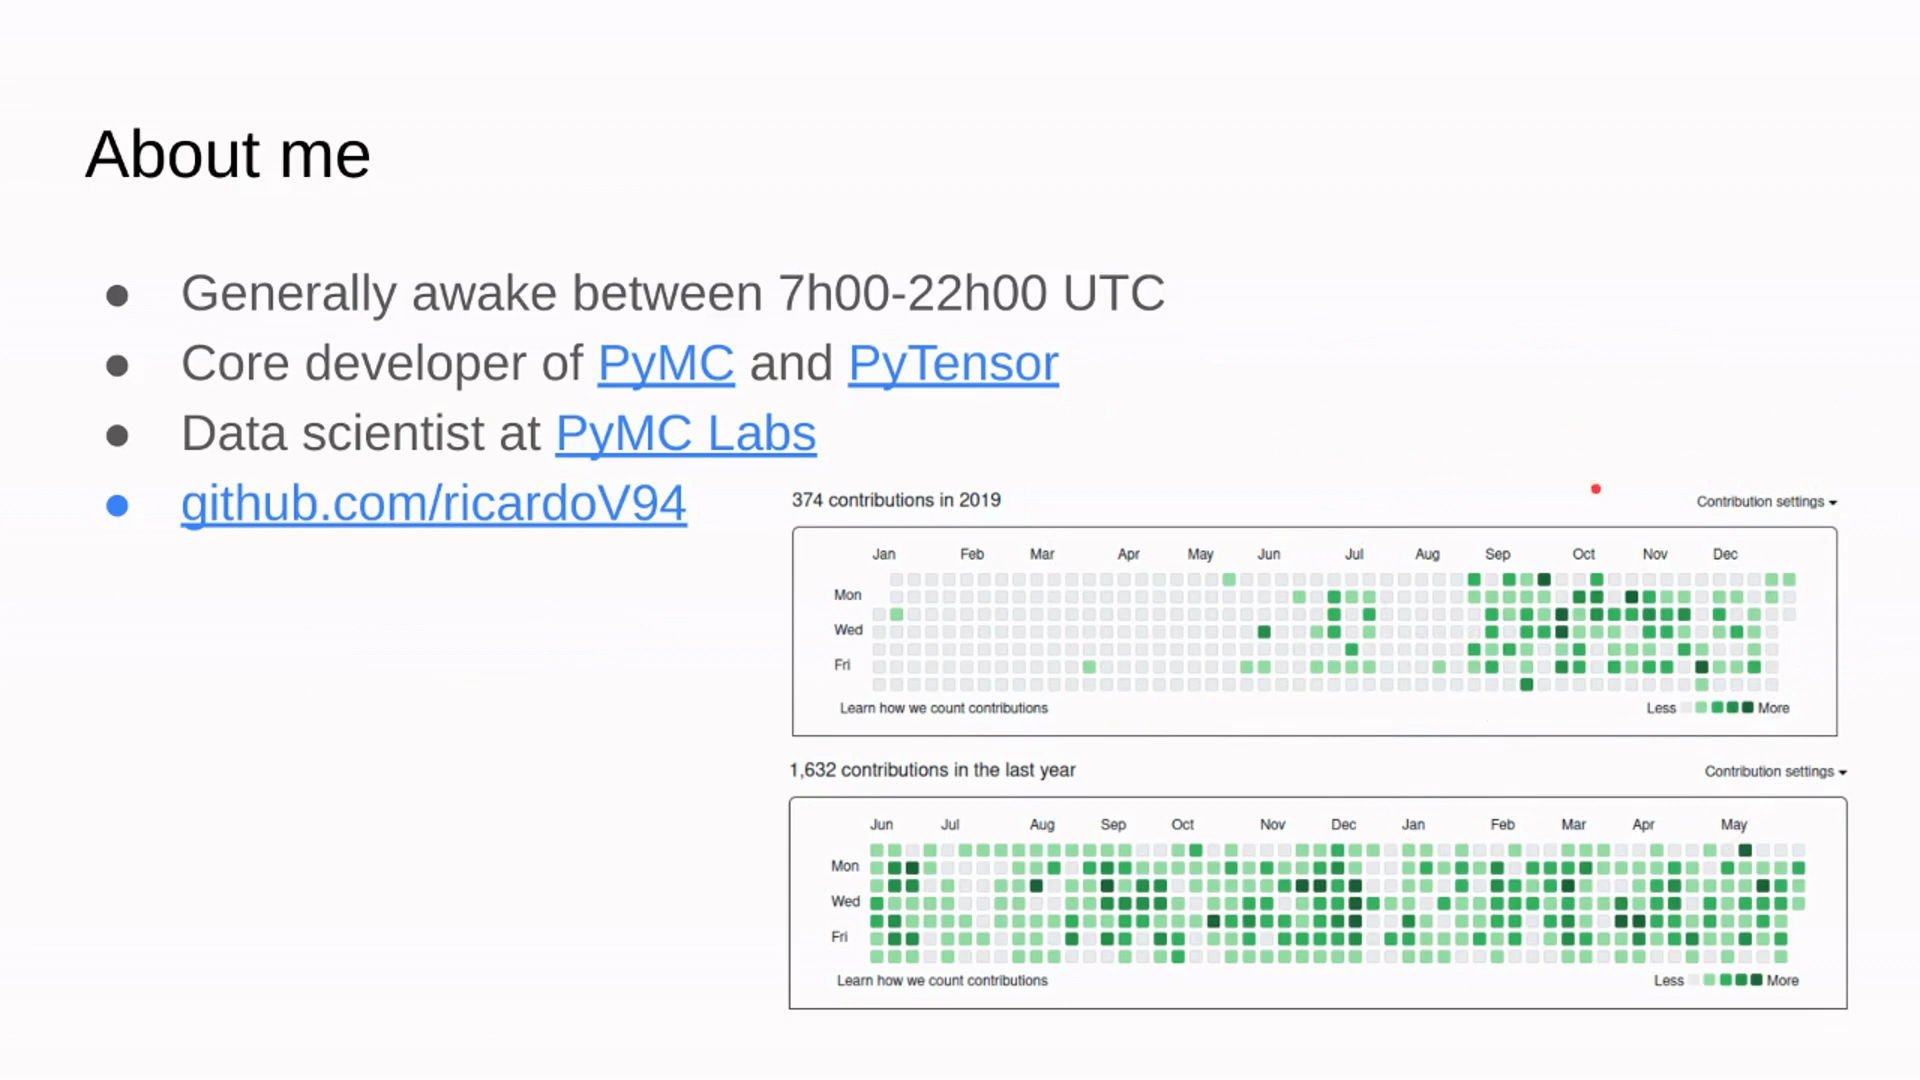 About me
● Generally awake between 7h00-22h00 UTC
● Core developer of PyMC and PyTensor
● Data scientist at PyMC Labs
● github.com/ricardoV94
374 contributions in 2019
Contribution settings
Jan Feb Mar Apr May Jun Jul Aug Sep Oct Nov Dec
Mon
Wed
Fri
Learn how we count contributions
Less More
1,632 contributions in the last year
Contribution settings
Jun Jul Aug Sep Oct Nov Dec Jan Feb Mar Apr May
Mon
Wed
Fri
Learn how we count contributions
Less More